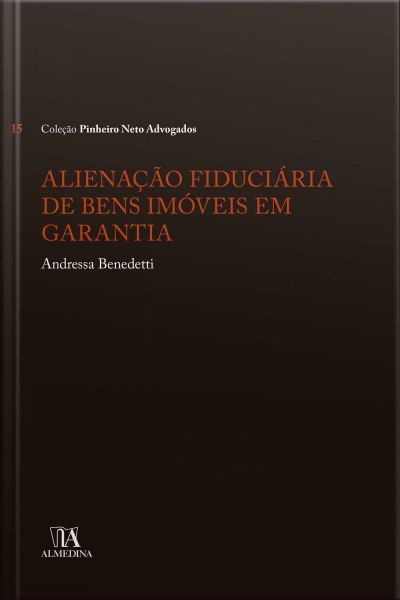 15 Coleção Pinheiro Neto Advogados
ALIENAÇÃO FIDUCIÁRIA
DE BENS IMÓVEIS EM
GARANTIA
Andressa Benedetti
ALMEDINA